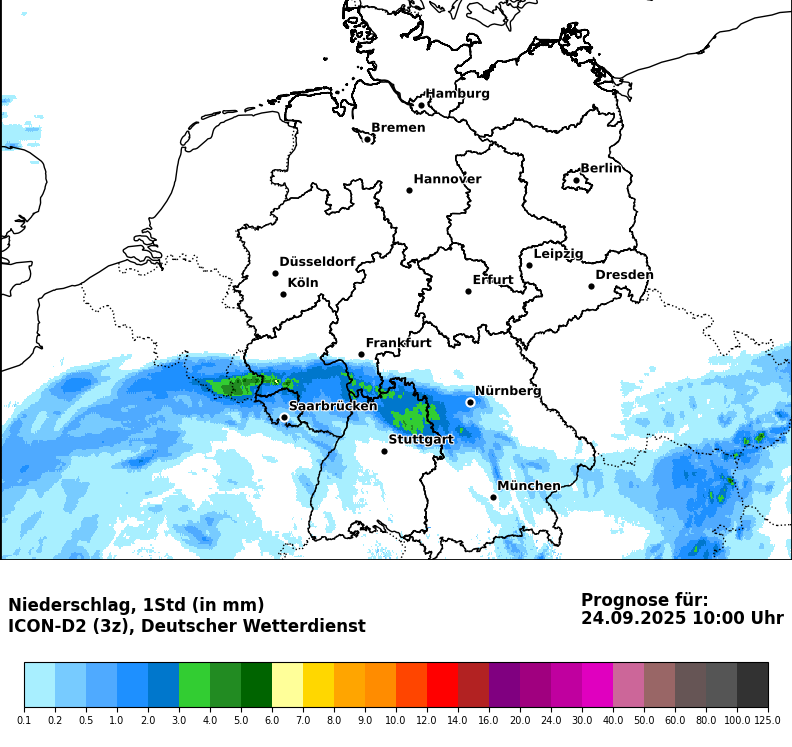 Hamburg
Bremen
Berlin
Hannover
Leipzig
Düsseldorf
Dresden
Köln
Erfurt
Frankfurt
Nürnberg
Saarbrücken
Stuttgart
München
Niederschlag, 1Std (in mm)
ICON-D2 (3z), Deutscher Wetterdienst
Prognose für:
24.09.2025 10:00 Uhr
0.1 0.2 0.5 1.0 2.0 3.0 4.0 5.0 6.0 7.0 8.0 9.0 10.0 12.0 14.0 16.0 20.0 24.0 30.0 40.0 50.0 60.0 80.0 100.0 125.0